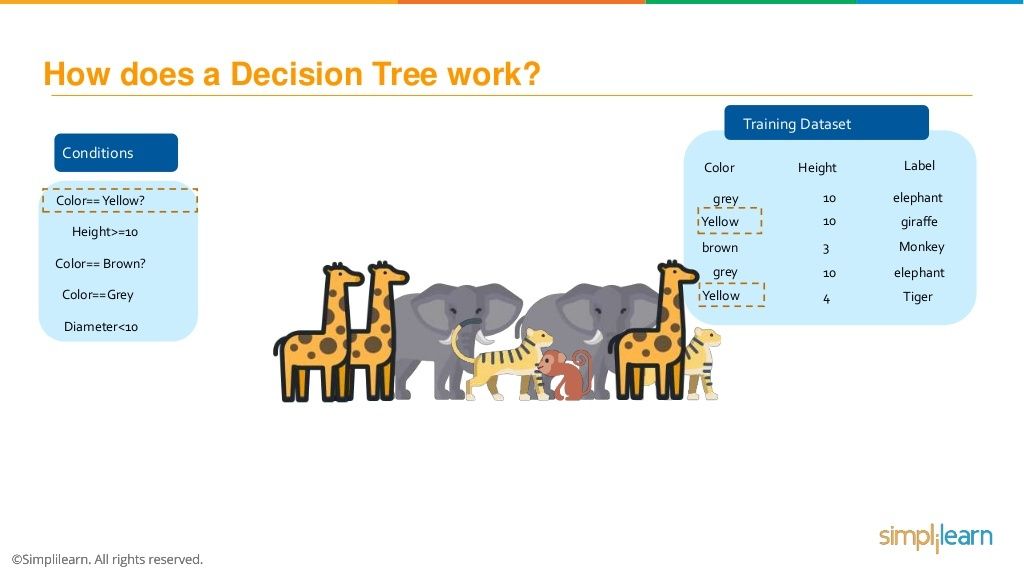 How does a Decision Tree work?
Conditions
Color== Yellow?
Height>=10
Color== Brown?
Color==Grey
Diameter<10
Training Dataset
Color Height Label
grey 10 elephant
Yellow 10 giraffe
brown 3 Monkey
grey 10 elephant
Yellow 4 Tiger
simplilearn
©Simplilearn. All rights reserved.